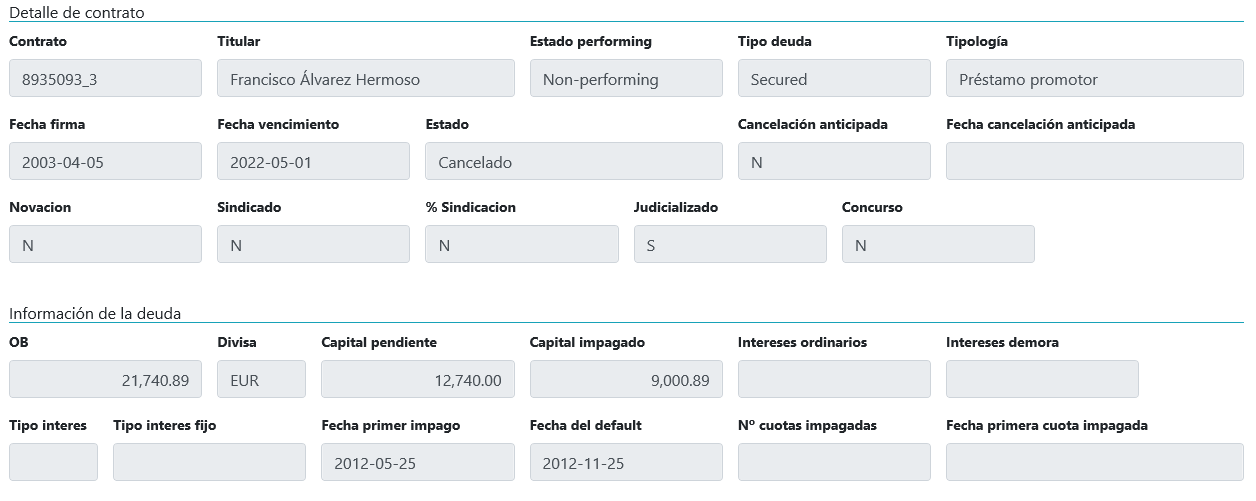 Detalle de contrato
Contrato Titular Estado performing Tipo deuda Tipología
8935093_3 Francisco Álvarez Hermoso Non-performing Secured Préstamo promotor
Fecha firma Fecha vencimiento Estado Cancelación anticipada Fecha cancelación anticipada
2003-04-05 2022-05-01 Cancelado N
Novacion Sindicado % Sindicacion Judicializado Concurso
N N N S N
Información de la deuda
OB Divisa Capital pendiente Capital impagado Intereses ordinarios Intereses demora
21,740.89 EUR 12,740.00 9,000.89
Tipo interes Tipo interes fijo Fecha primer impago Fecha del default Nº cuotas impagadas Fecha primera cuota impagada
2012-05-25 2012-11-25